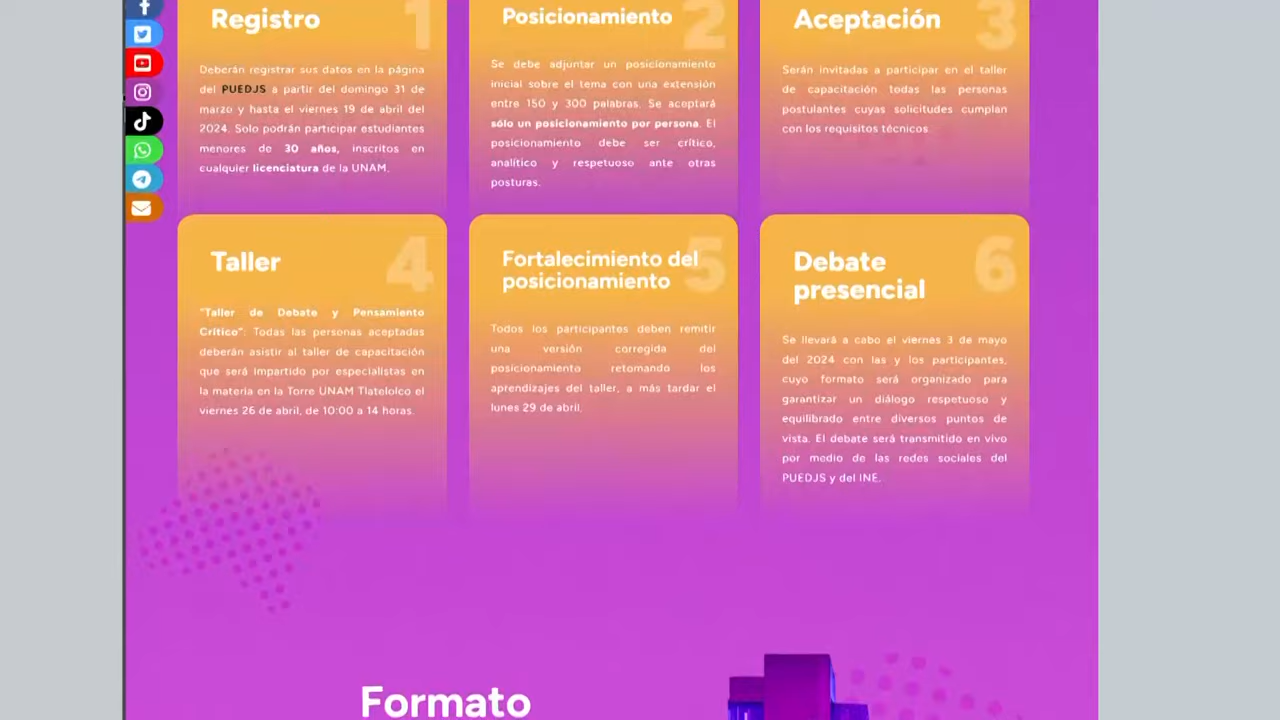 Registro
1
Deberán registrar sus datos en la página
del PUEDJS a partir del domingo 31 de
marzo y hasta el viernes 19 de abril del
2024. Solo podrán participar estudiantes
menores de 30 años, inscritos en
cualquier licenciatura de la UNAM.
Posicionamiento
2
Se debe adjuntar un posicionamiento
inicial sobre el tema con una extensión
entre 150 y 300 palabras. Se aceptará
sólo un posicionamiento por persona. El
posicionamiento debe ser crítico,
analítico y respetuoso ante otras
posturas.
Aceptación
3
Serán invitadas a participar en el taller
de capacitación todas las personas
postulantes cuyas solicitudes cumplan
con los requisitos técnicos
Taller
4
"Taller de Debate y Pensamiento
Crítico": Todas las personas aceptadas
deberán asistir al taller de capacitación
que será impartido por especialistas en
la materia en la Torre UNAM Tlatelolco el
viernes 26 de abril, de 10:00 a 14 horas.
Fortalecimiento del
posicionamiento
5
Todos los participantes deben remitir
una versión corregida del
posicionamiento retomando los
aprendizajes del taller, a más tardar el
lunes 29 de abril.
Debate
presencial
6
Se llevará a cabo el viernes 3 de mayo
del 2024 con las y los participantes,
cuyo formato será organizado para
garantizar un diálogo respetuoso y
equilibrado entre diversos puntos de
vista. El debate será transmitido en vivo
por medio de las redes sociales del
PUEDJS y del INE.
Formato